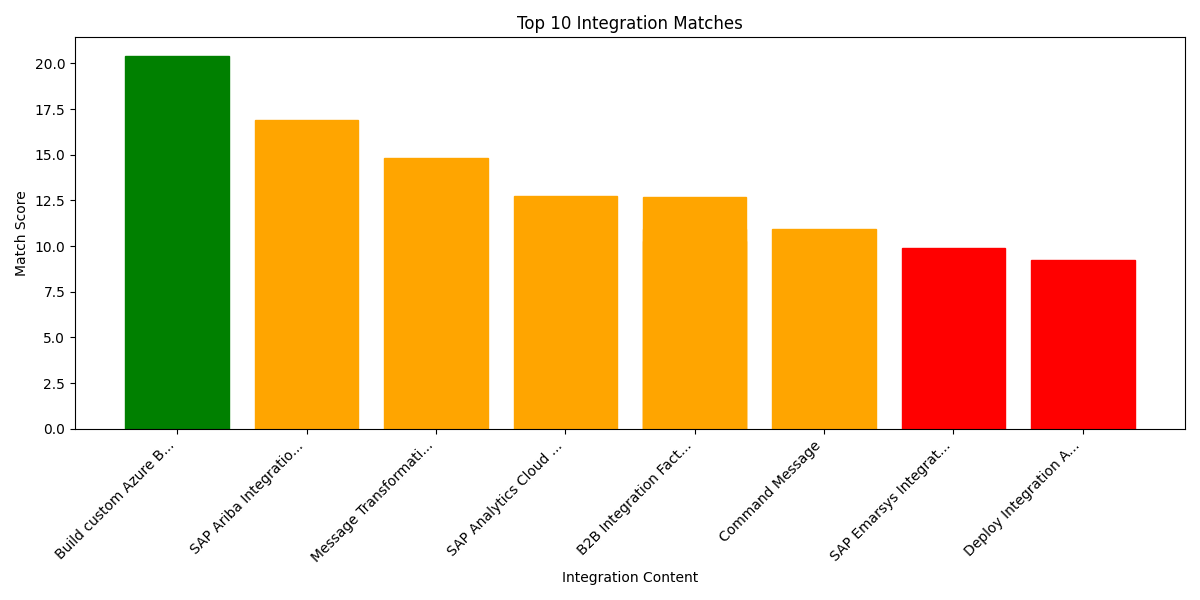 Top 10 Integration Matches
Match Score
20.0
17.5
15.0
12.5
10.0
7.5
5.0
2.5
0.0
Build custom Azure B...
SAP Ariba Integratio...
Message Transformati...
SAP Analytics Cloud ...
B2B Integration Fact...
Command Message
SAP Emarsys Integrat...
Deploy Integration A...
Integration Content